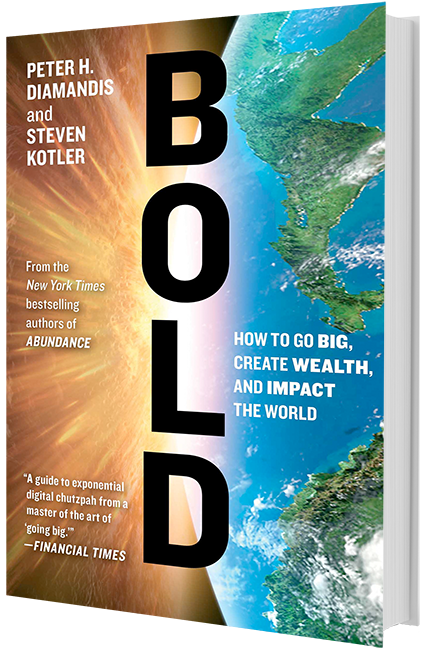 PETER H.
DIAMANDIS
and
STEVEN
KOTLER
BOLD
From the
New York Times
bestselling
authors of
ABUNDANCE
HOW TO GO BIG,
CREATE WEALTH,
AND IMPACT
THE WORLD
“A guide to exponential
digital chutzpah from a
master of the art of
‘going big.’”
—FINANCIAL TIMES